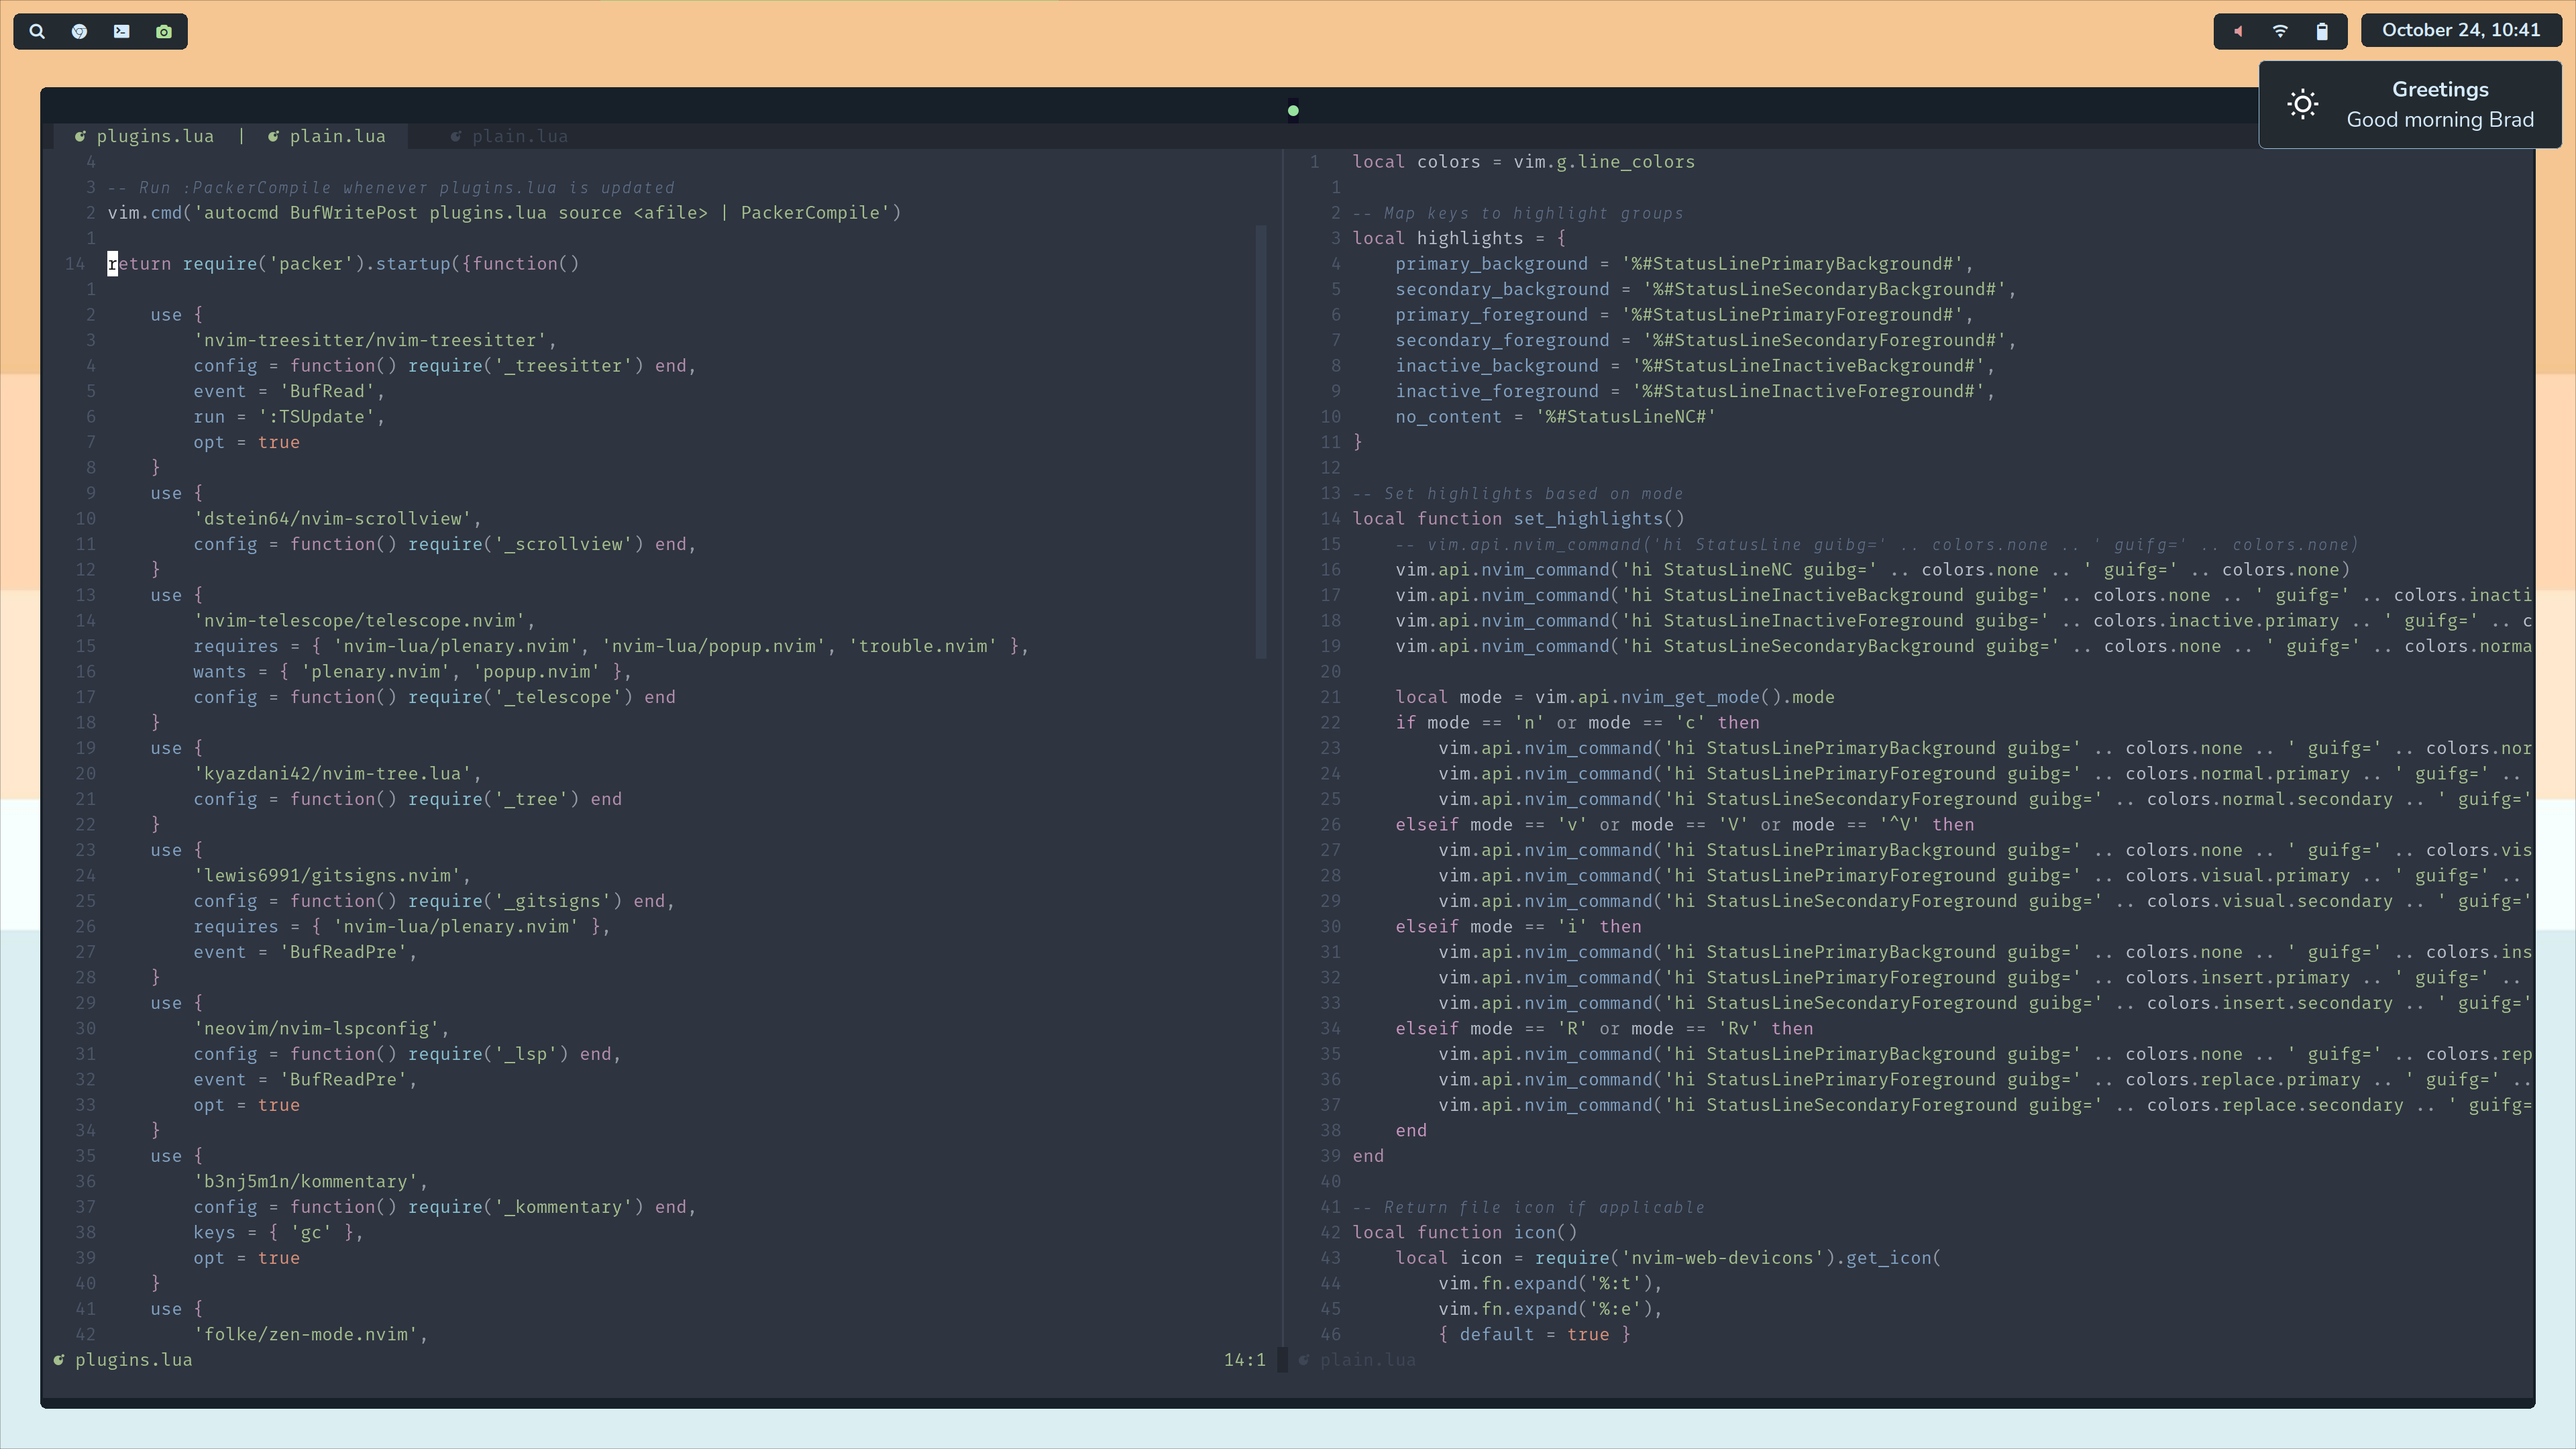 October 24, 10:41
Greetings
Good morning Brad
plugins.lua | plain.lua plain.lua
4
3 -- Run :PackerCompile whenever plugins.lua is updated
2 vim.cmd('autocmd BufWritePost plugins.lua source <afile> | PackerCompile')
1
14 return require('packer').startup({function()
1
2 use {
3 'nvim-treesitter/nvim-treesitter',
4 config = function() require('_treesitter') end,
5 event = 'BufRead',
6 run = ':TSUpdate',
7 opt = true
8 }
9 use {
10 'dstein64/nvim-scrollview',
11 config = function() require('_scrollview') end,
12 }
13 use {
14 'nvim-telescope/telescope.nvim',
15 requires = { 'nvim-lua/plenary.nvim', 'nvim-lua/popup.nvim', 'trouble.nvim' },
16 wants = { 'plenary.nvim', 'popup.nvim' },
17 config = function() require('_telescope') end
18 }
19 use {
20 'kyazdani42/nvim-tree.lua',
21 config = function() require('_tree') end
22 }
23 use {
24 'lewis6991/gitsigns.nvim',
25 config = function() require('_gitsigns') end,
26 requires = { 'nvim-lua/plenary.nvim' },
27 event = 'BufReadPre',
28 }
29 use {
30 'neovim/nvim-lspconfig',
31 config = function() require('_lsp') end,
32 event = 'BufReadPre',
33 opt = true
34 }
35 use {
36 'b3nj5m1n/kommentary',
37 config = function() require('_kommentary') end,
38 keys = { 'gc' },
39 opt = true
40 }
41 use {
42 'folke/zen-mode.nvim',
plugins.lua 14:1
1 local colors = vim.g.line_colors
1
2 -- Map keys to highlight groups
3 local highlights = {
4 primary_background = '%#StatusLinePrimaryBackground#',
5 secondary_background = '%#StatusLineSecondaryBackground#',
6 primary_foreground = '%#StatusLinePrimaryForeground#',
7 secondary_foreground = '%#StatusLineSecondaryForeground#',
8 inactive_background = '%#StatusLineInactiveBackground#',
9 inactive_foreground = '%#StatusLineInactiveForeground#',
10 no_content = '%#StatusLineNC#'
11 }
12
13 -- Set highlights based on mode
14 local function set_highlights()
15 -- vim.api.nvim_command('hi StatusLine guibg=' .. colors.none .. ' guifg=' .. colors.none)
16 vim.api.nvim_command('hi StatusLineNC guibg=' .. colors.none .. ' guifg=' .. colors.none)
17 vim.api.nvim_command('hi StatusLineInactiveBackground guibg=' .. colors.none .. ' guifg=' .. colors.inacti
18 vim.api.nvim_command('hi StatusLineInactiveForeground guibg=' .. colors.inactive.primary .. ' guifg=' .. c
19 vim.api.nvim_command('hi StatusLineSecondaryBackground guibg=' .. colors.none .. ' guifg=' .. colors.norma
20
21 local mode = vim.api.nvim_get_mode().mode
22 if mode == 'n' or mode == 'c' then
23 vim.api.nvim_command('hi StatusLinePrimaryBackground guibg=' .. colors.none .. ' guifg=' .. colors.nor
24 vim.api.nvim_command('hi StatusLinePrimaryForeground guibg=' .. colors.normal.primary .. ' guifg=' ..
25 vim.api.nvim_command('hi StatusLineSecondaryForeground guibg=' .. colors.normal.secondary .. ' guifg='
26 elseif mode == 'v' or mode == 'V' or mode == '^V' then
27 vim.api.nvim_command('hi StatusLinePrimaryBackground guibg=' .. colors.none .. ' guifg=' .. colors.vis
28 vim.api.nvim_command('hi StatusLinePrimaryForeground guibg=' .. colors.visual.primary .. ' guifg=' ..
29 vim.api.nvim_command('hi StatusLineSecondaryForeground guibg=' .. colors.visual.secondary .. ' guifg='
30 elseif mode == 'i' then
31 vim.api.nvim_command('hi StatusLinePrimaryBackground guibg=' .. colors.none .. ' guifg=' .. colors.ins
32 vim.api.nvim_command('hi StatusLinePrimaryForeground guibg=' .. colors.insert.primary .. ' guifg=' ..
33 vim.api.nvim_command('hi StatusLineSecondaryForeground guibg=' .. colors.insert.secondary .. ' guifg='
34 elseif mode == 'R' or mode == 'Rv' then
35 vim.api.nvim_command('hi StatusLinePrimaryBackground guibg=' .. colors.none .. ' guifg=' .. colors.rep
36 vim.api.nvim_command('hi StatusLinePrimaryForeground guibg=' .. colors.replace.primary .. ' guifg=' ..
37 vim.api.nvim_command('hi StatusLineSecondaryForeground guibg=' .. colors.replace.secondary .. ' guifg=
38 end
39 end
40
41 -- Return file icon if applicable
42 local function icon()
43 local icon = require('nvim-web-devicons').get_icon(
44 vim.fn.expand('%:t'),
45 vim.fn.expand('%:e'),
46 { default = true }
plain.lua